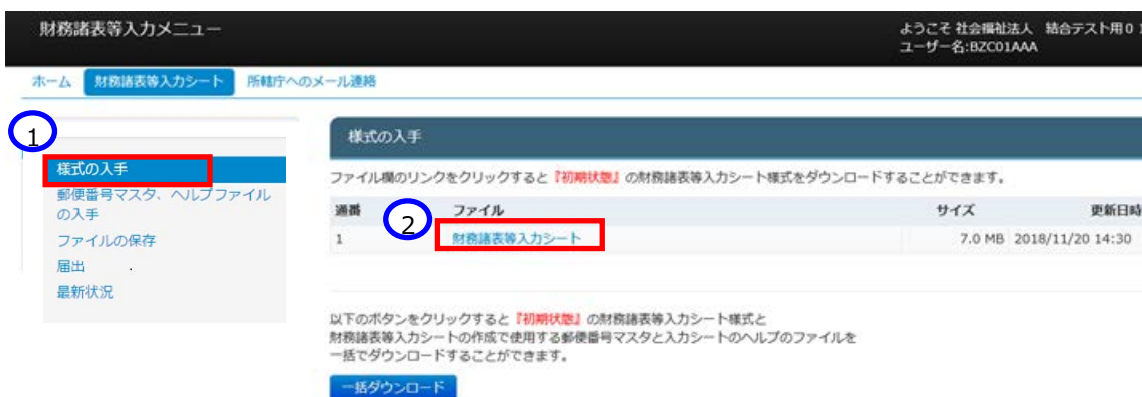 財務諸表等入力メニュー
ようこそ 社会福祉法人 結合テスト用0
ユーザー名:BZC01AAA
ホーム 財務諸表等入力シート 所轄庁へのメール連絡
1
様式の入手
郵便番号マスタ、ヘルプファイル
の入手
ファイルの保存
届出
最新状況
様式の入手
ファイル欄のリンクをクリックすると『初期状態』の財務諸表等入力シート様式をダウンロードすることができます。
通番 ファイル サイズ 更新日時
2
1 財務諸表等入力シート 7.0 MB 2018/11/20 14:30
以下のボタンをクリックすると『初期状態』の財務諸表等入力シート様式と
財務諸表等入力シートの作成で使用する郵便番号マスタと入力シートのヘルプのファイルを
一括でダウンロードすることができます。
一括ダウンロード